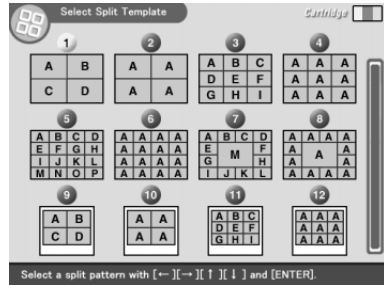 Select Split Template
Cartridge
1 2 3 4
A B A A A B C A A A
D E F A A A
C D A A G H I A A A
5 6 7 8
A B C D A A A A A B C D A A A A
E F G H A A A A E M F A A A
I J K L A A A A G H A A
M N O P A A A A I J K L A A A A
9 10 11 12
A B A A A B C A A A
D E F A A A
C D A A G H I A A A
Select a split pattern with [←][→][↑][↓] and [ENTER].